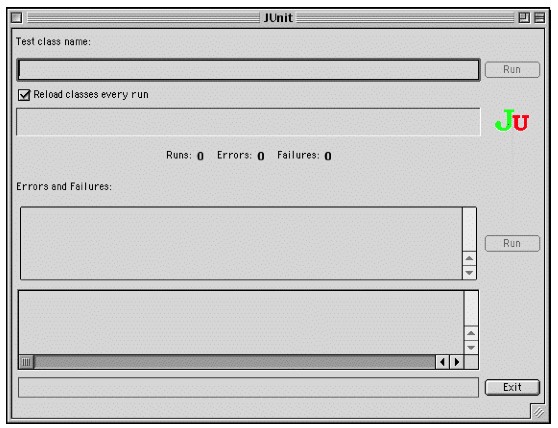 JUnit
Test class name:
Run
Reload classes every run
JU
Runs: 0 Errors: 0 Failures: 0
Errors and Failures:
Run
Exit